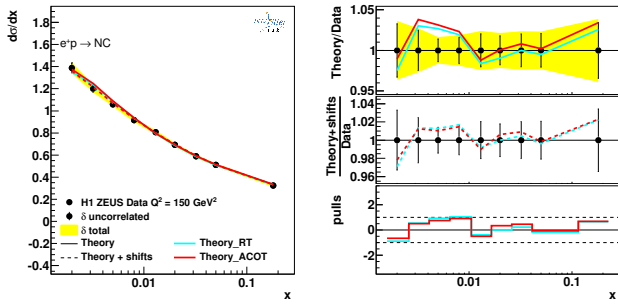 dσ/dx
1.8
1.6
1.4
1.2
1
0.8
0.6
0.4
0.2
0
-0.2
-0.4
e⁺p → NC
H1 ZEUS Data Q² = 150 GeV²
δ uncorrelated
δ total
Theory
Theory + shifts
Theory_RT
Theory_ACOT
0.01
0.1
x
Theory/Data
1.05
1
0.95
Theory+shifts
Data
1.04
1.02
1
0.98
0.96
pulls
2
0
-2
0.01
0.1
x